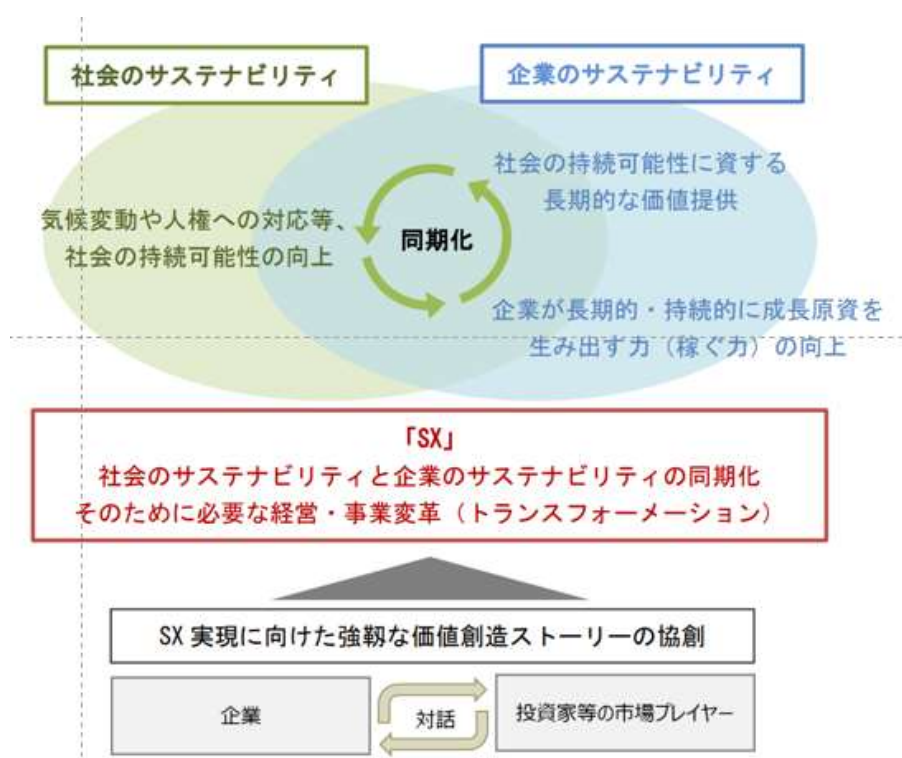 社会のサステナビリティ
企業のサステナビリティ
社会の持続可能性に資する
長期的な価値提供
気候変動や人権への対応等、
社会の持続可能性の向上
同期化
企業が長期的・持続的に成長原資を
生み出す力（稼ぐ力）の向上
「SX」
社会のサステナビリティと企業のサステナビリティの同期化
そのために必要な経営・事業変革（トランスフォーメーション）
SX 実現に向けた強靱な価値創造ストーリーの協創
企業
対話
投資家等の市場プレイヤー